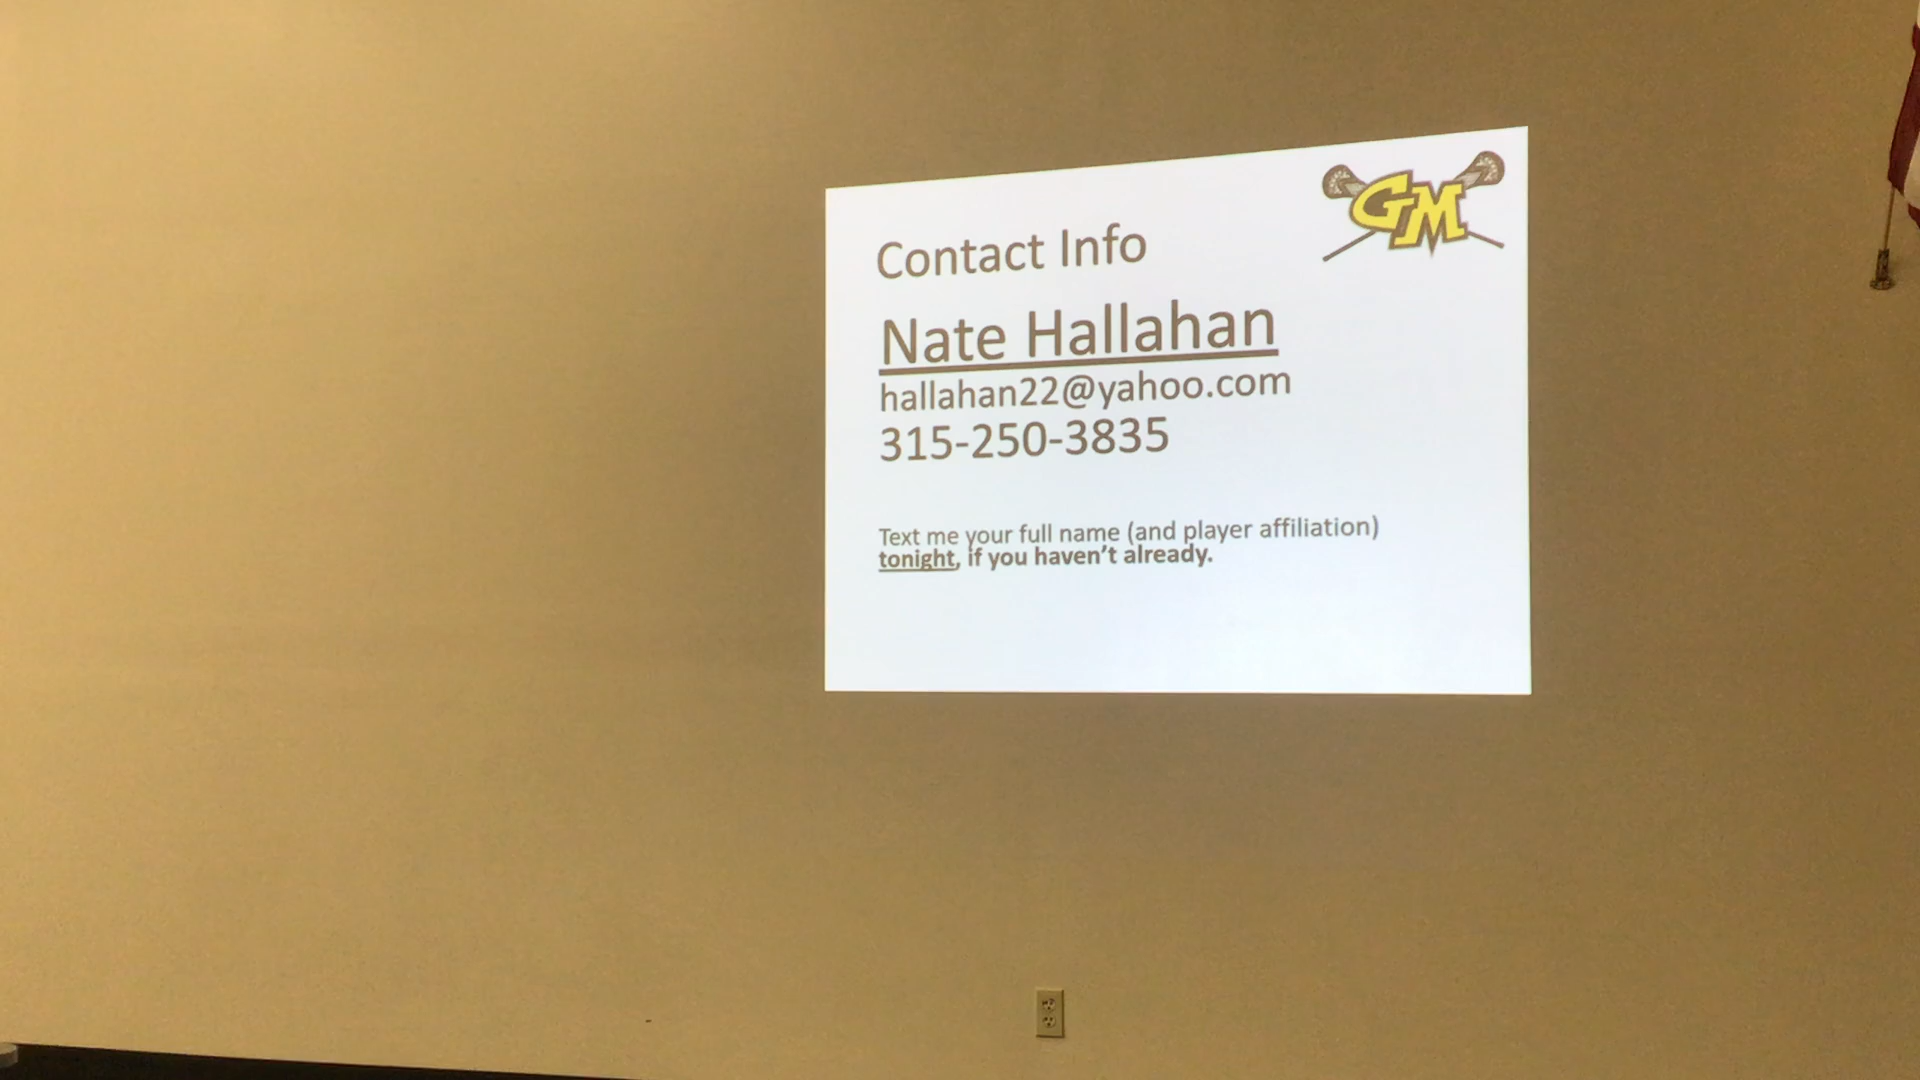 GM
Contact Info
Nate Hallahan
hallahan22@yahoo.com
315-250-3835
Text me your full name (and player affiliation)
tonight, if you haven't already.